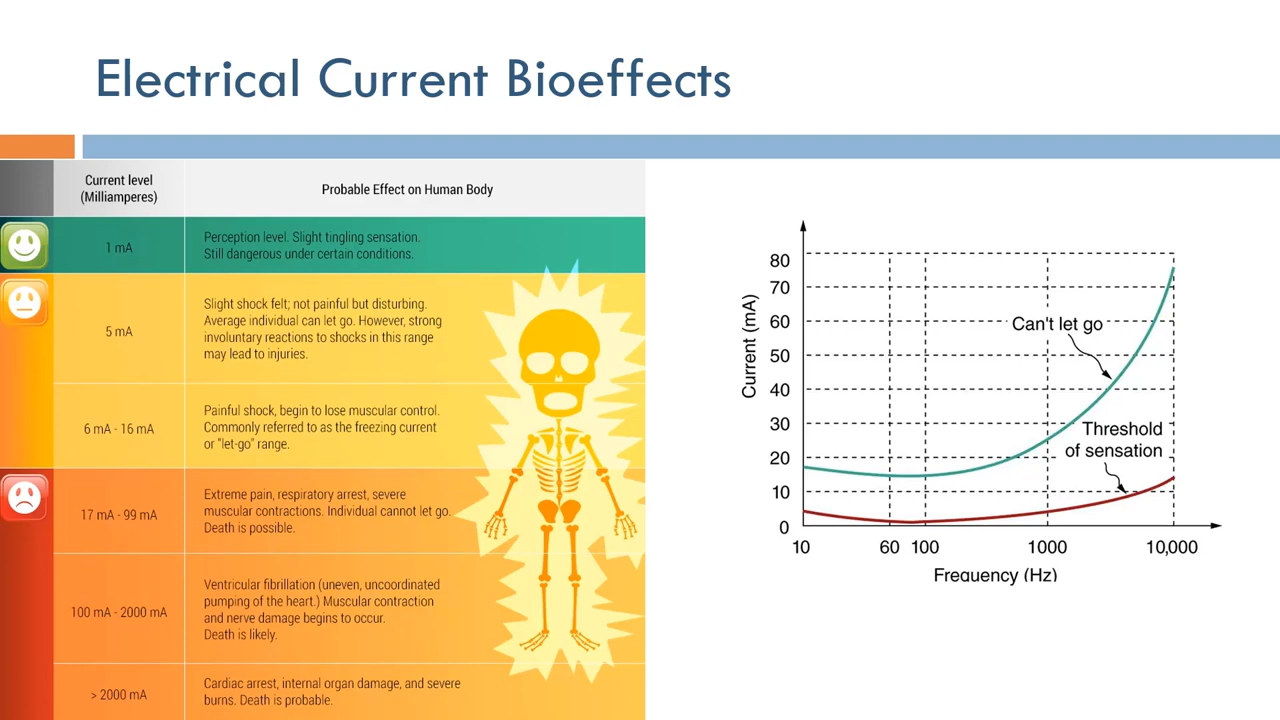 Electrical Current Bioeffects
Current level
(Milliamperes)
Probable Effect on Human Body
1 mA
Perception level. Slight tingling sensation.
Still dangerous under certain conditions.
5 mA
Slight shock felt; not painful but disturbing.
Average individual can let go. However, strong
involuntary reactions to shocks in this range
may lead to injuries.
6 mA - 16 mA
Painful shock, begin to lose muscular control.
Commonly referred to as the freezing current
or "let-go" range.
17 mA - 99 mA
Extreme pain, respiratory arrest, severe
muscular contractions. Individual cannot let go.
Death is possible.
100 mA - 2000 mA
Ventricular fibrillation (uneven, uncoordinated
pumping of the heart.) Muscular contraction
and nerve damage begins to occur.
Death is likely.
> 2000 mA
Cardiac arrest, internal organ damage, and severe
burns. Death is probable.
Current (mA)
80
70
60
50
40
30
20
10
0
Can't let go
Threshold
of sensation
10
60
100
1000
10,000
Frequency (Hz)